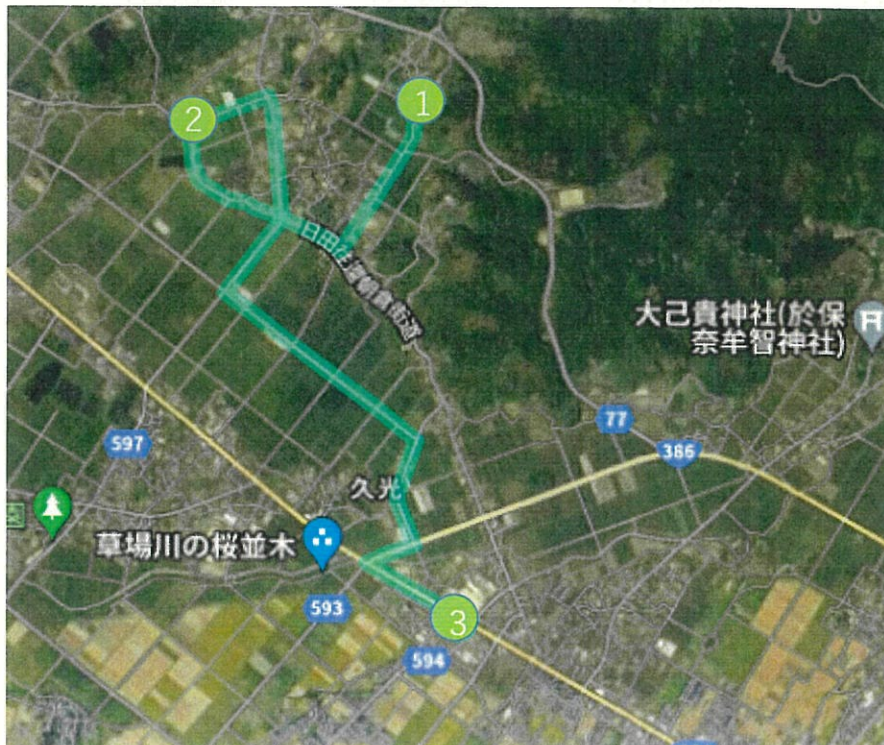 2
1
日田往還朝倉街道
大己貴神社(於保
奈牟智神社)
77
386
597
久光
園
草場川の桜並木
593
3
594